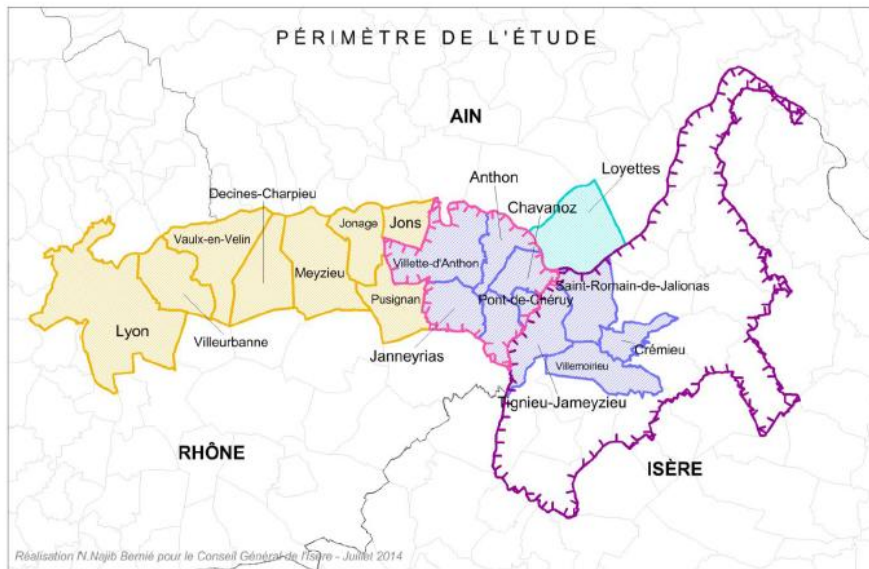 PÉRIMÈTRE DE L'ÉTUDE
AIN
Anthon
Loyettes
Decines-Charpieu
Chavanoz
Jonage
Jons
Vaulx-en-Velin
Villette-d'Anthon
Meyzieu
Saint-Romain-de-Jalionas
Pusignan
Pont-de-Chéruy
Lyon
Villeurbanne
Janneyrias
Crémieu
Villemoirieu
Tignieu-Jameyzieu
RHÔNE
ISÈRE
Réalisation N.Najib Bernié pour le Conseil Général de l'Isère - Juillet 2014